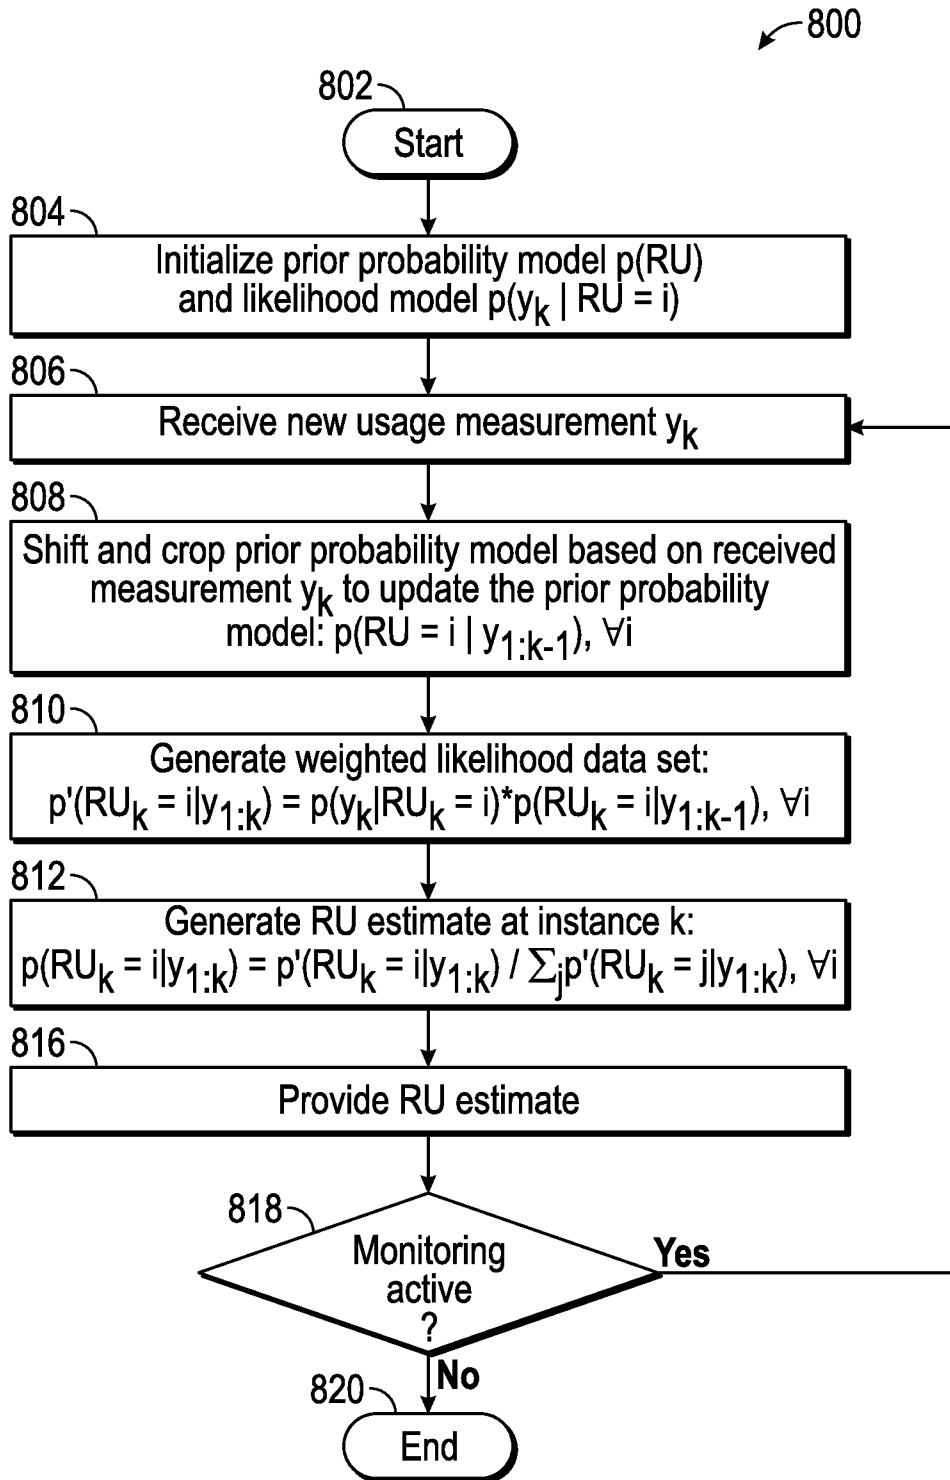 800
802
Start
804
Initialize prior probability model p(RU)
and likelihood model p(yk | RU = i)
806
Receive new usage measurement yk
808
Shift and crop prior probability model based on received
measurement yk to update the prior probability
model: p(RU = i | y1:k-1), ∀i
810
Generate weighted likelihood data set:
p'(RUk = i|y1:k) = p(yk|RUk = i)*p(RUk = i|y1:k-1), ∀i
812
Generate RU estimate at instance k:
p(RUk = i|y1:k) = p'(RUk = i|y1:k) / ∑jp'(RUk = j|y1:k), ∀i
816
Provide RU estimate
818
Monitoring
active
?
Yes
No
820
End